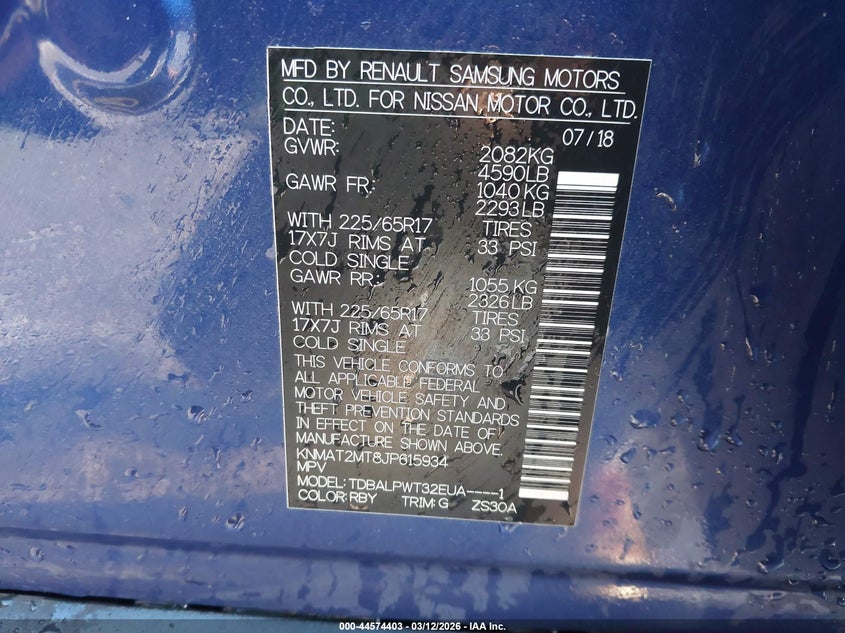 MFD BY RENAULT SAMSUNG MOTORS
CO., LTD. FOR NISSAN MOTOR CO., LTD.
DATE: 07/18
GVWR: 2082KG
4590LB
GAWR FR.: 1040KG
2293LB
WITH 225/65R17 TIRES
17X7J RIMS AT 33 PSI
COLD SINGLE
GAWR RR.: 1055 KG
2326LB
WITH 225/65R17 TIRES
17X7J RIMS AT 33 PSI
COLD SINGLE
THIS VEHICLE CONFORMS TO
ALL APPLICABLE FEDERAL
MOTOR VEHICLE SAFETY AND
THEFT PREVENTION STANDARDS
IN EFFECT ON THE DATE OF
MANUFACTURE SHOWN ABOVE.
KNMAT2MT8JP615934
MPV
MODEL: TDBALPWT32EUA----1
COLOR: RBY TRIM: G ZS30A
000-44574403 - 03/12/2026 - IAA Inc.